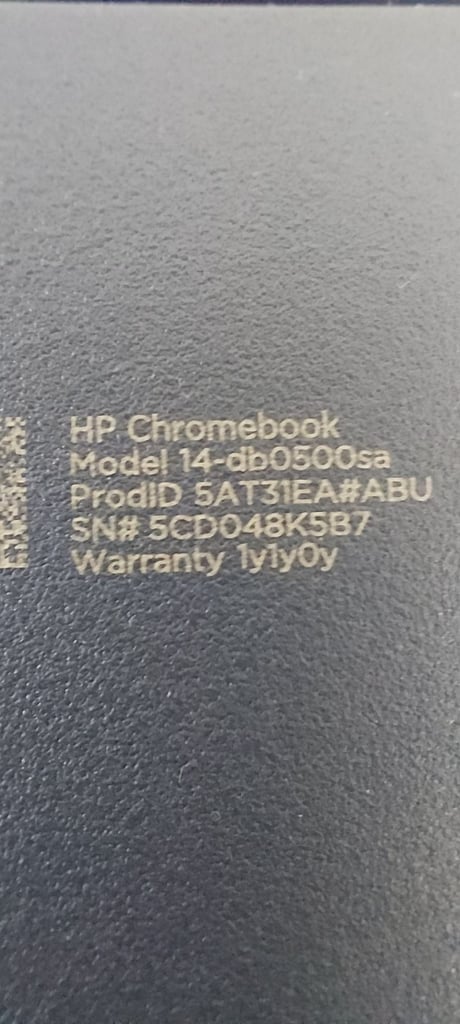 HP Chromebook
Model 14-db0500sa
ProdID 5AT31EA#ABU
SN# 5CD048K5B7
Warranty 1y1y0y